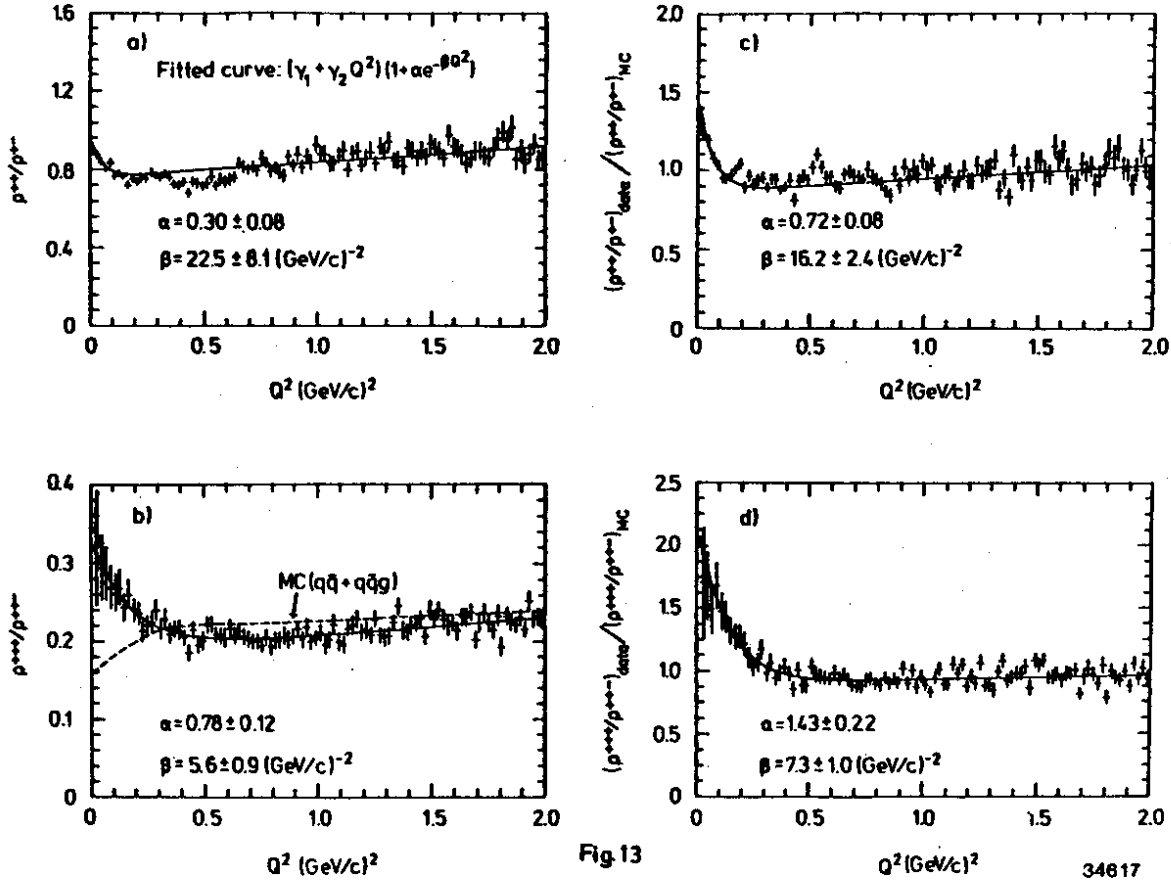 a)
Fitted curve: (γ₁ + γ₂ Q²) (1+αe^-βQ²)
α = 0.30 ± 0.08
β = 22.5 ± 8.1 (GeV/c)⁻²
ρ⁺⁺/ρ⁺⁻
1.6
1.2
0.8
0.4
0
0 0.5 1.0 1.5 2.0
Q² (GeV/c)²
c)
α = 0.72 ± 0.08
β = 16.2 ± 2.4 (GeV/c)⁻²
(ρ⁺⁺/ρ⁺⁻)data /(ρ⁺⁺/ρ⁺⁻)MC
2.0
1.5
1.0
0.5
0
0 0.5 1.0 1.5 2.0
Q² (GeV/c)²
b)
MC(qq̄ + qq̄g)
α = 0.78 ± 0.12
β = 5.6 ± 0.9 (GeV/c)⁻²
ρ⁺⁺⁺/ρ⁺⁺⁻
0.4
0.3
0.2
0.1
0
0 0.5 1.0 1.5 2.0
Q² (GeV/c)²
d)
α = 1.43 ± 0.22
β = 7.3 ± 1.0 (GeV/c)⁻²
(ρ⁺⁺⁺/ρ⁺⁺⁻)data /(ρ⁺⁺⁺/ρ⁺⁺⁻)MC
2.5
2.0
1.5
1.0
0.5
0
0 0.5 1.0 1.5 2.0
Q² (GeV/c)²
Fig. 13
34617